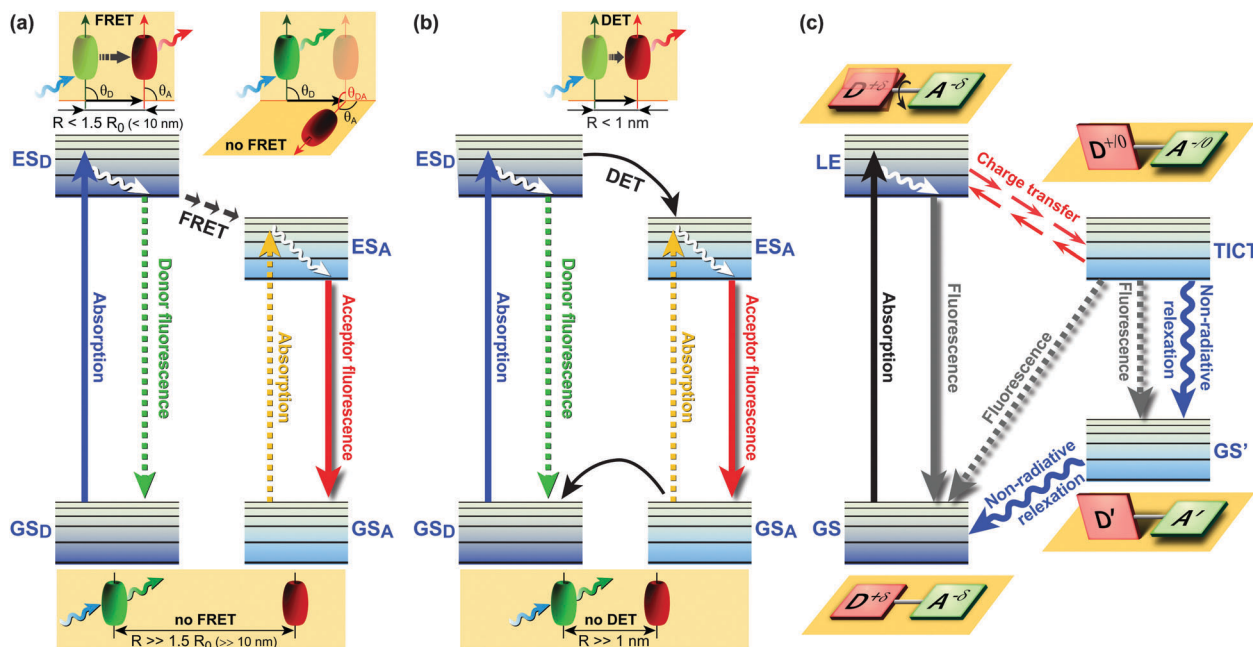 (a)
FRET
θD
θA
R < 1.5 R0 (< 10 nm)
θD
θDA
θA
no FRET
ESD
FRET
ESA
Absorption
Donor fluorescence
Absorption
Acceptor fluorescence
GSD
GSA
no FRET
R >> 1.5 R0 (>> 10 nm)
(b)
DET
R < 1 nm
ESD
DET
ESA
Absorption
Donor fluorescence
Absorption
Acceptor fluorescence
GSD
GSA
no DET
R >> 1 nm
(c)
D+δ
A-δ
D+/0
A-/0
LE
Charge transfer
TICT
Absorption
Fluorescence
Fluorescence
Fluorescence
Non-radiative
relexation
GS'
Non-radiative
relexation
GS
D'
A'
D+δ
A-δ